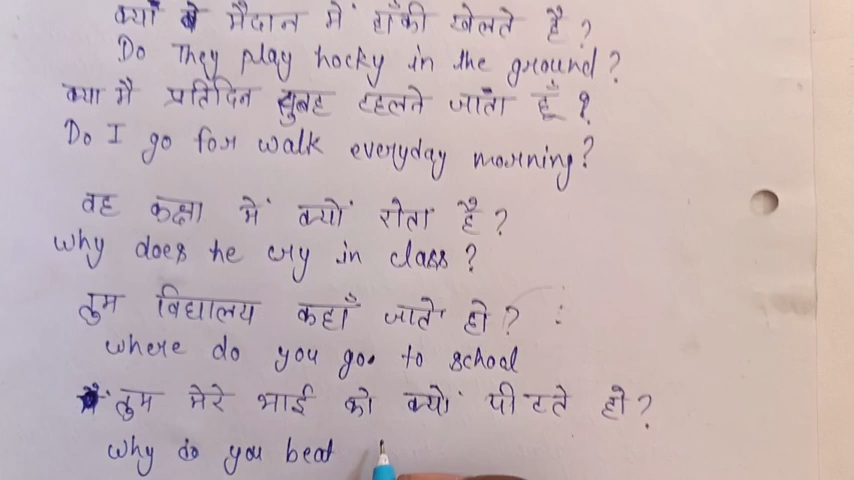 क्या वे मैदान में हाँकी खेलते है ?
Do They play hocky in the ground ?
क्या मै प्रतिदिन सुबह टहलने जाता हूँ ?
Do I go for walk everyday morning ?
वह कक्षा में क्यों रोता है ?
Why does he cry in class ?
तुम विद्यालय कहाँ जाते हो ?
where do you go to school
तुम मेरे भाई को क्यों पीटते हो ?
Why do you beat